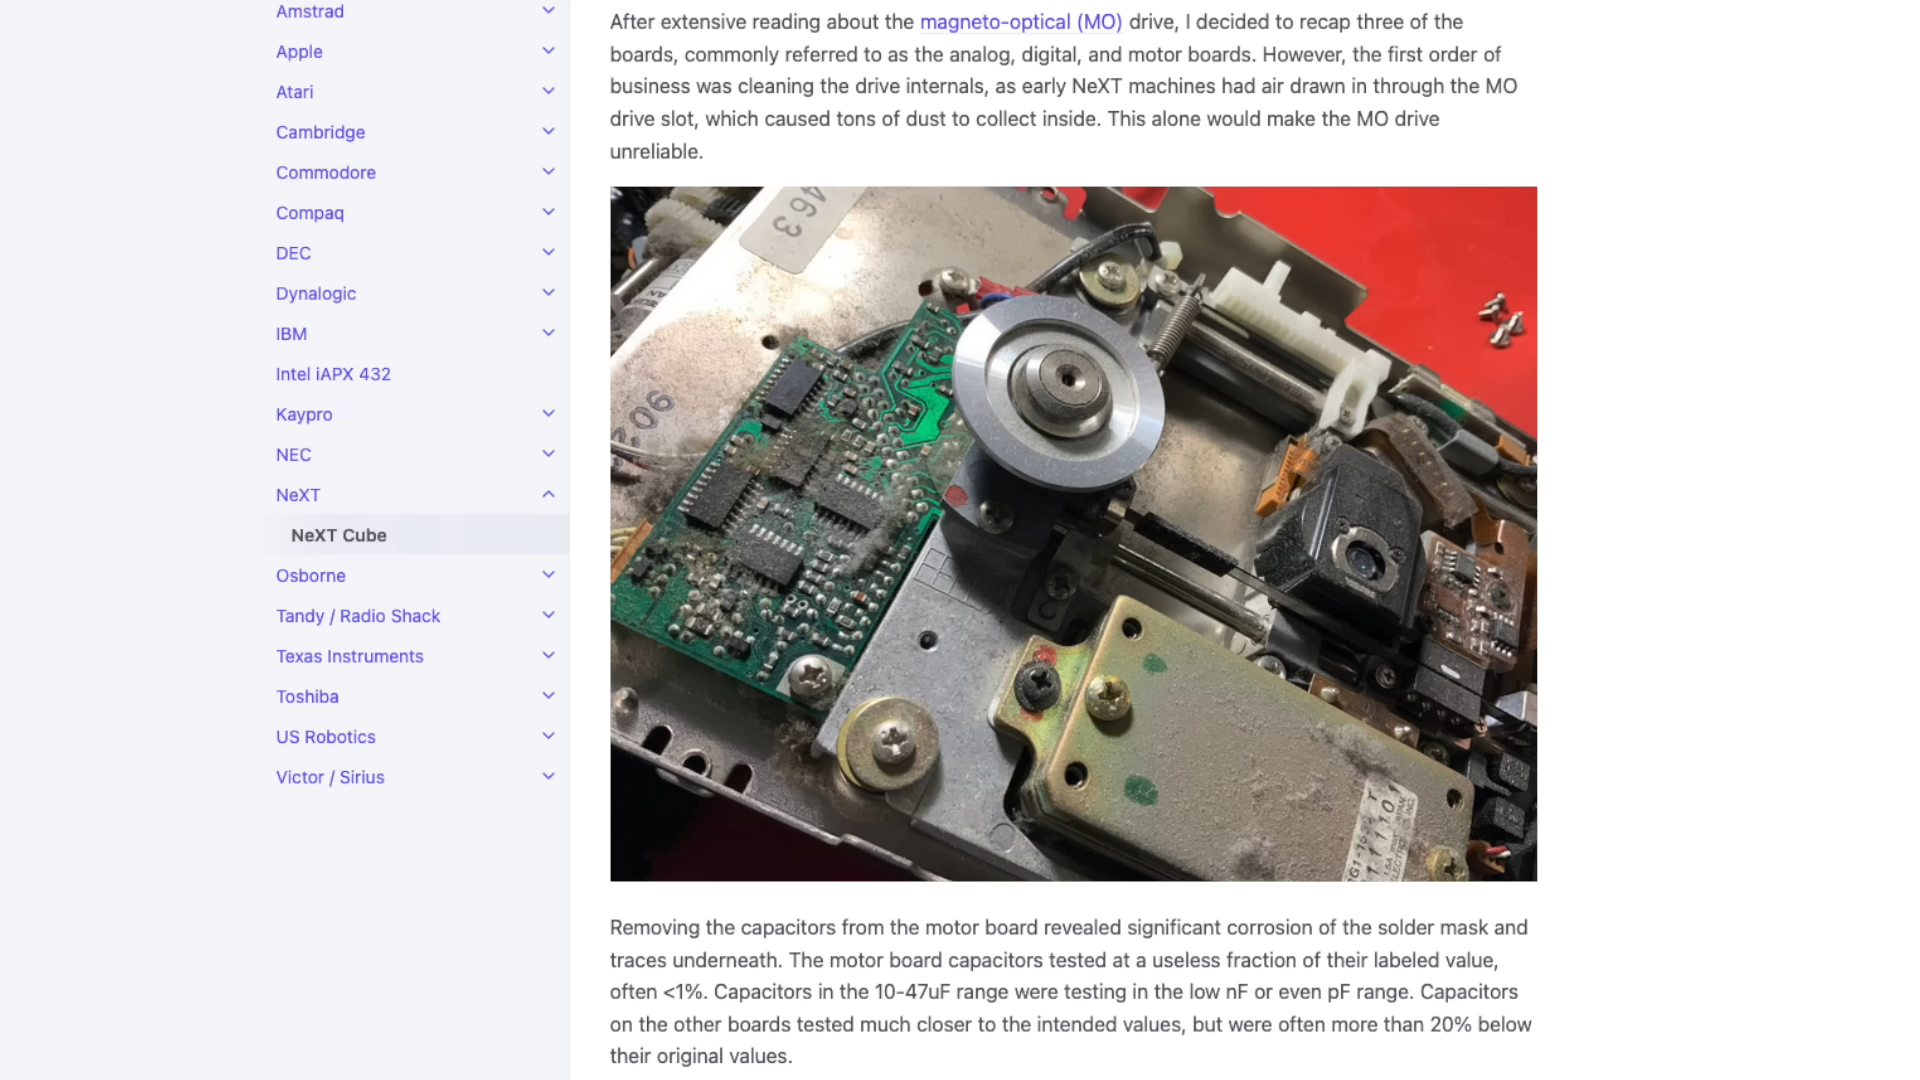 Amstrad
Apple
Atari
Cambridge
Commodore
Compaq
DEC
Dynalogic
IBM
Intel iAPX 432
Kaypro
NEC
NeXT
NeXT Cube
Osborne
Tandy / Radio Shack
Texas Instruments
Toshiba
US Robotics
Victor / Sirius
After extensive reading about the magneto-optical (MO) drive, I decided to recap three of the
boards, commonly referred to as the analog, digital, and motor boards. However, the first order of
business was cleaning the drive internals, as early NeXT machines had air drawn in through the MO
drive slot, which caused tons of dust to collect inside. This alone would make the MO drive
unreliable.
463
902
Removing the capacitors from the motor board revealed significant corrosion of the solder mask and
traces underneath. The motor board capacitors tested at a useless fraction of their labeled value,
often <1%. Capacitors in the 10-47uF range were testing in the low nF or even pF range. Capacitors
on the other boards tested much closer to the intended values, but were often more than 20% below
their original values.